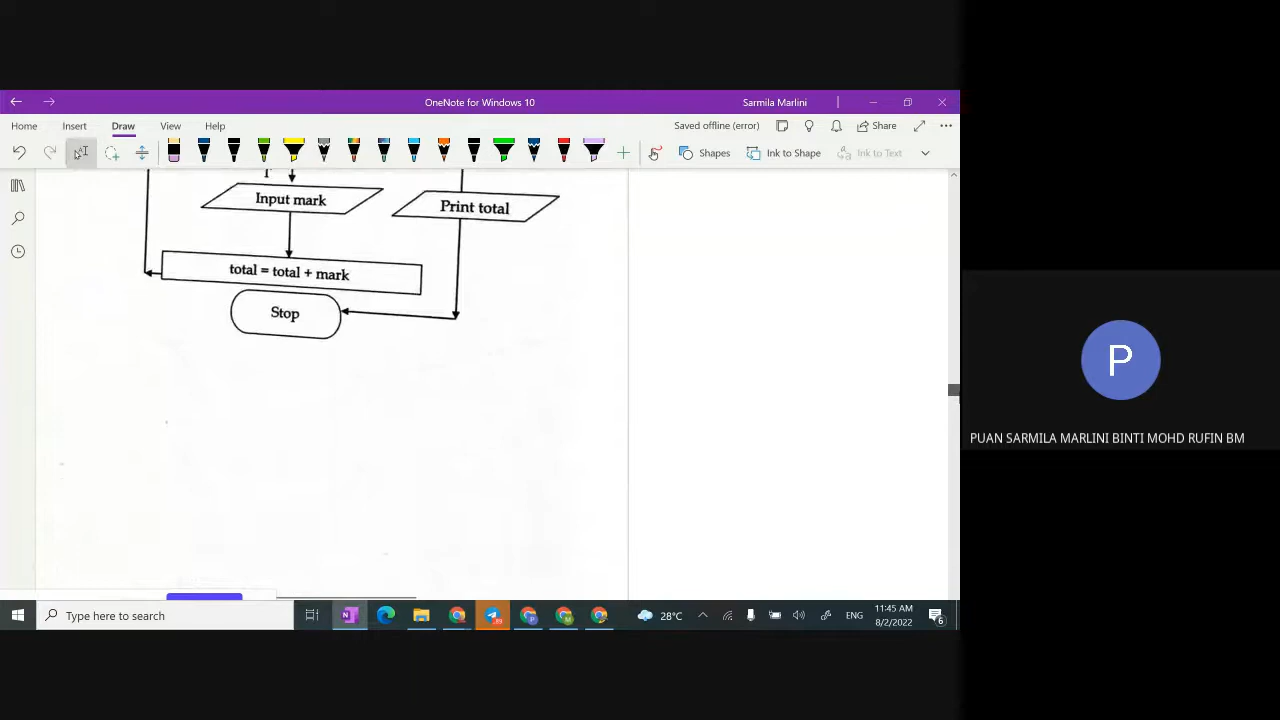 OneNote for Windows 10
Sarmila Marlini
Home Insert Draw View Help
Saved offline (error)
Share
Shapes
Ink to Shape
Ink to Text
Input mark
Print total
total = total + mark
Stop
P
PUAN SARMILA MARLINI BINTI MOHD RUFIN BM
Type here to search
28°C
ENG
11:45 AM
8/2/2022
6